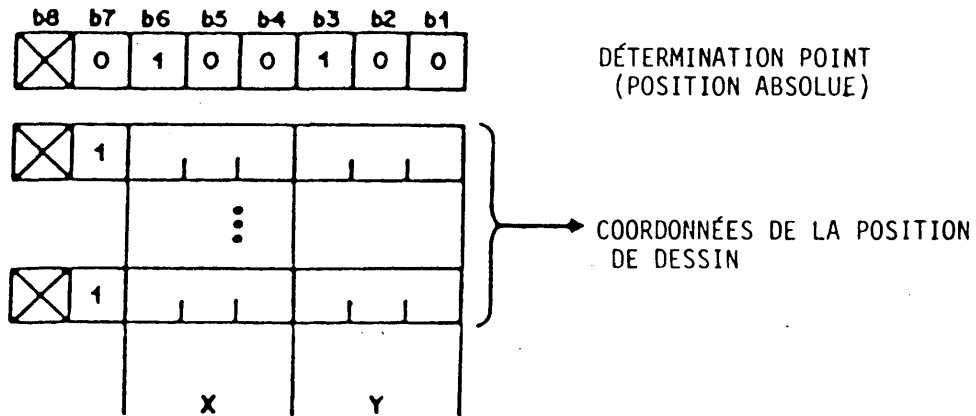 b8 b7 b6 b5 b4 b3 b2 b1
0 1 0 0 1 0 0
DÉTERMINATION POINT
(POSITION ABSOLUE)
1
COORDONNÉES DE LA POSITION
DE DESSIN
1
X Y